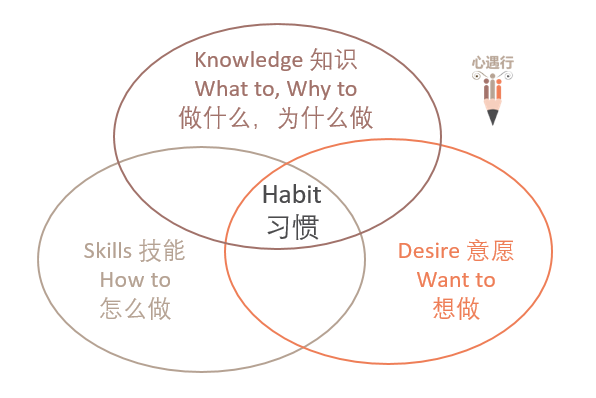 Knowledge 知识
What to, Why to
做什么，为什么做
心遇行
Habit
习惯
Skills 技能
How to
怎么做
Desire 意愿
Want to
想做